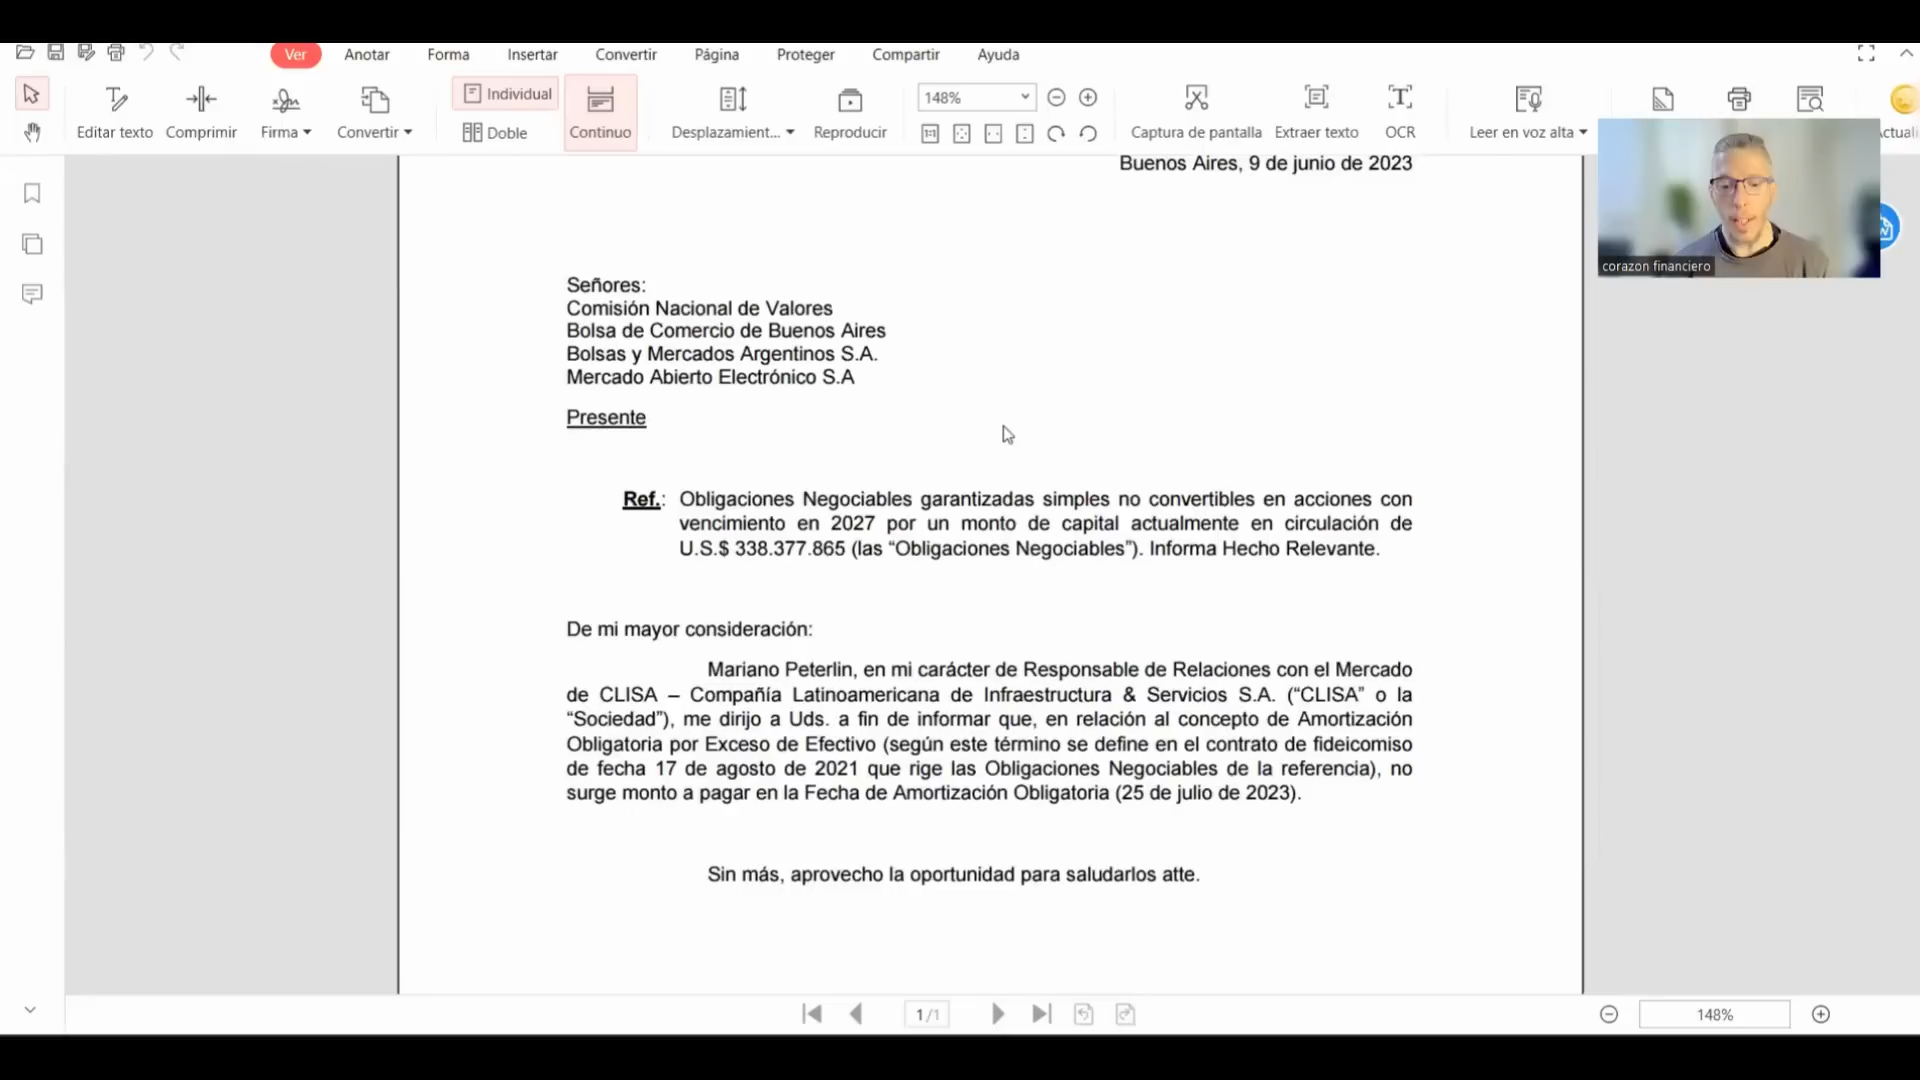 Ver Anotar Forma Insertar Convertir Página Proteger Compartir Ayuda
Editar texto Comprimir Firma Convertir Individual Doble Continuo Desplazamient... Reproducir 148% Captura de pantalla Extraer texto OCR Leer en voz alta
corazon financiero
Buenos Aires, 9 de junio de 2023
Señores:
Comisión Nacional de Valores
Bolsa de Comercio de Buenos Aires
Bolsas y Mercados Argentinos S.A.
Mercado Abierto Electrónico S.A
Presente
Ref.: Obligaciones Negociables garantizadas simples no convertibles en acciones con
vencimiento en 2027 por un monto de capital actualmente en circulación de
U.S.$ 338.377.865 (las “Obligaciones Negociables”). Informa Hecho Relevante.
De mi mayor consideración:
Mariano Peterlin, en mi carácter de Responsable de Relaciones con el Mercado
de CLISA – Compañía Latinoamericana de Infraestructura & Servicios S.A. (“CLISA” o la
“Sociedad”), me dirijo a Uds. a fin de informar que, en relación al concepto de Amortización
Obligatoria por Exceso de Efectivo (según este término se define en el contrato de fideicomiso
de fecha 17 de agosto de 2021 que rige las Obligaciones Negociables de la referencia), no
surge monto a pagar en la Fecha de Amortización Obligatoria (25 de julio de 2023).
Sin más, aprovecho la oportunidad para saludarlos atte.
1/1
148%